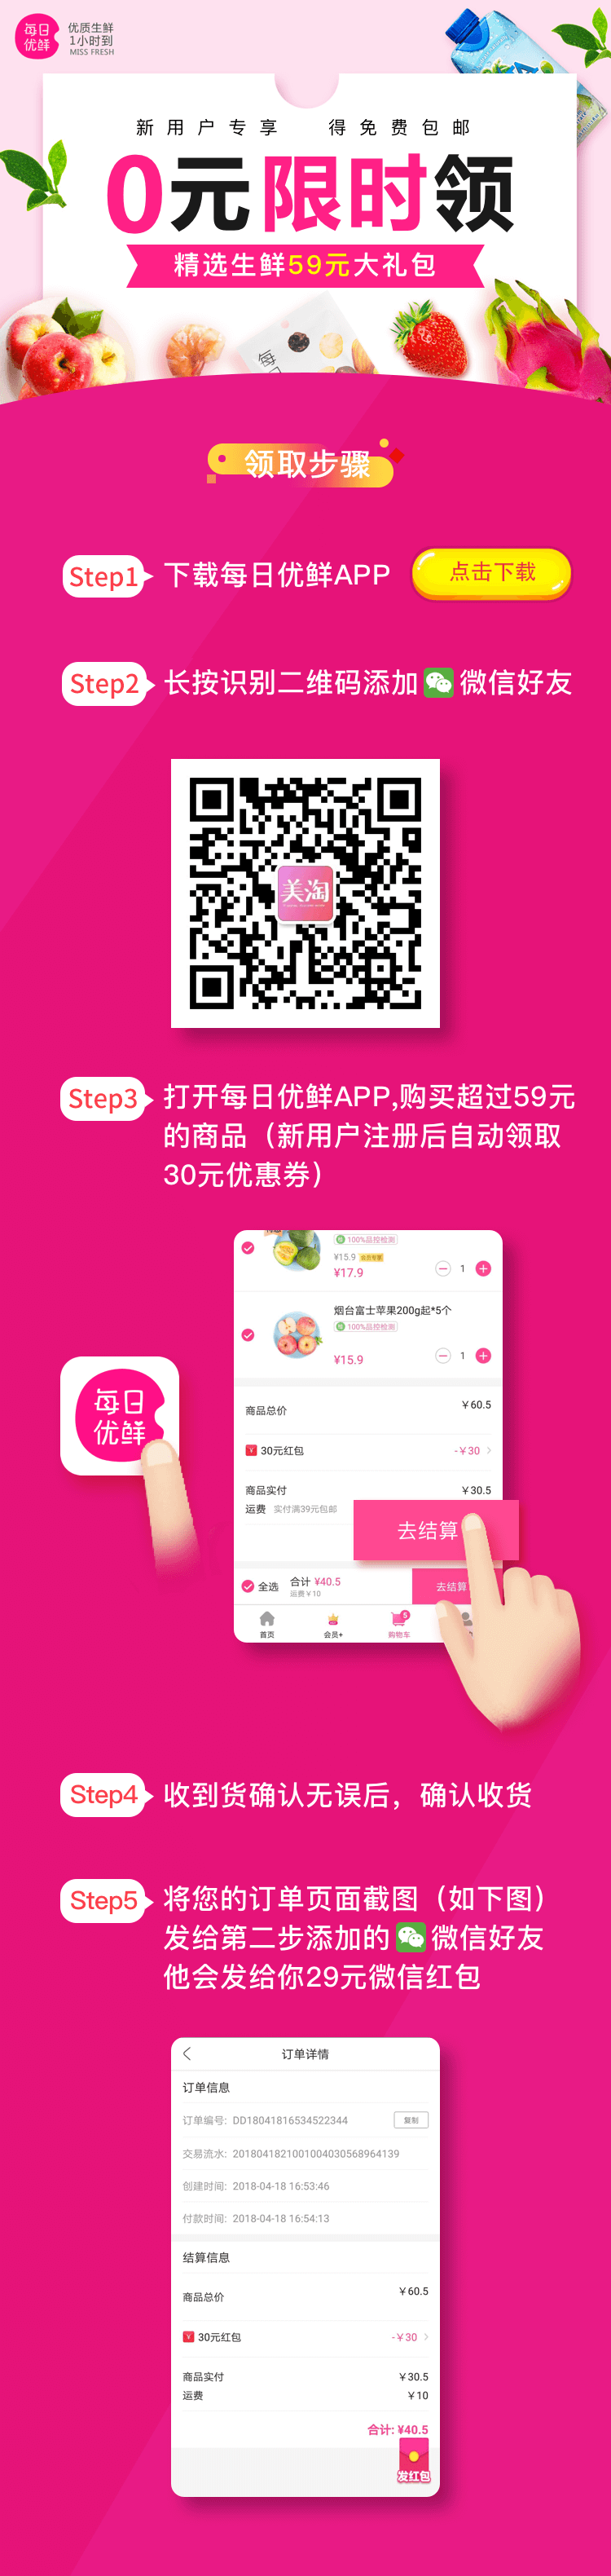 每日
优鲜
优质生鲜
1小时到
MISS FRESH
新用户专享 得免费包邮
0元限时领
精选生鲜59元大礼包
领取步骤
Step1 下载每日优鲜APP 点击下载
Step2 长按识别二维码添加 微信好友
美淘
Step3 打开每日优鲜APP,购买超过59元
的商品（新用户注册后自动领取
30元优惠券）
100%品控检测
¥15.9 会员专享
¥17.9 1
烟台富士苹果200g起*5个
100%品控检测
¥15.9 1
每日
优鲜
商品总价 ￥60.5
30元红包 -￥30
商品实付 ￥30.5
运费 实付满39元包邮
去结算
全选 合计 ¥40.5 去结算
运费￥10
5
首页 会员+ 购物车
Step4 收到货确认无误后，确认收货
Step5 将您的订单页面截图（如下图）
发给第二步添加的 微信好友
他会发给你29元微信红包
订单详情
订单信息
订单编号: DD18041816534522344 复制
交易流水: 2018041821001004030568964139
创建时间: 2018-04-18 16:53:46
付款时间: 2018-04-18 16:54:13
结算信息
商品总价 ￥60.5
30元红包 -￥30
商品实付 ￥30.5
运费 ￥10
合计: ¥40.5
发红包